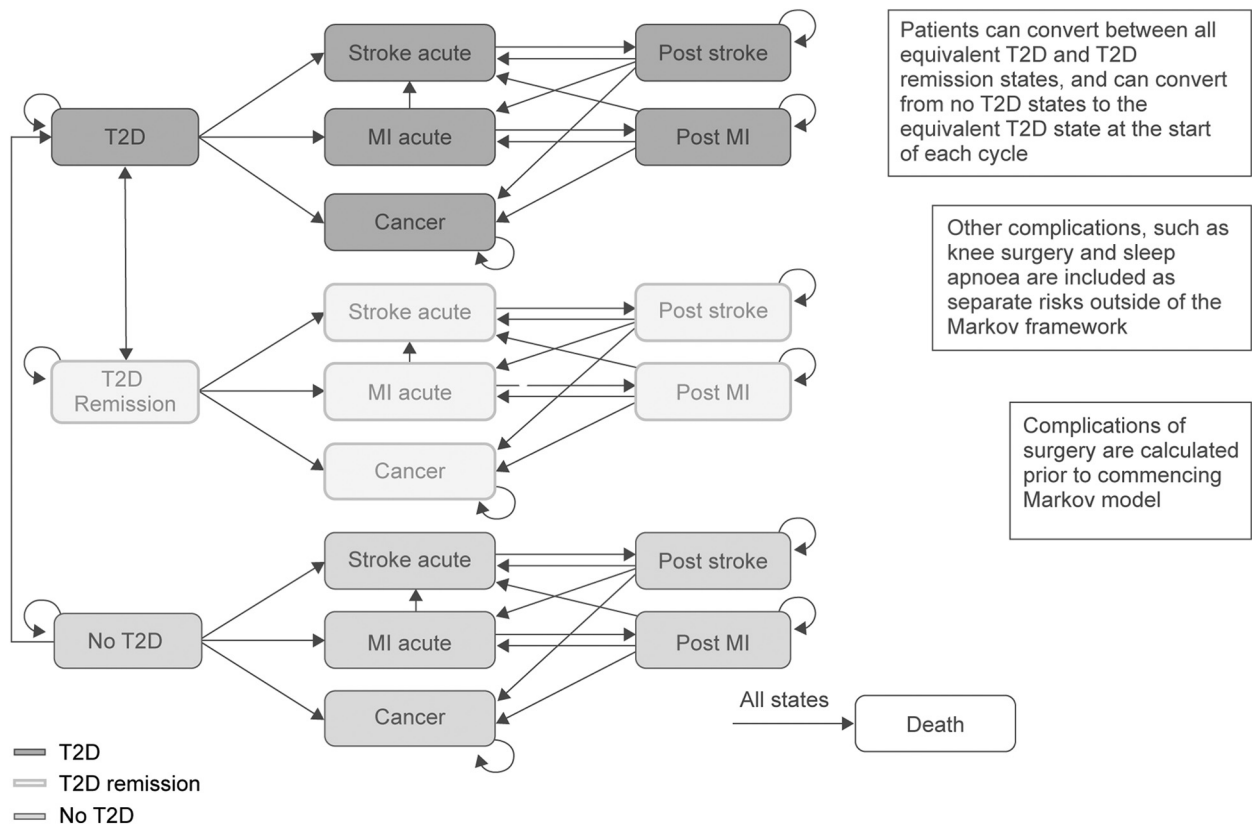 Stroke acute
Post stroke
T2D
MI acute
Post MI
Cancer
Patients can convert between all
equivalent T2D and T2D
remission states, and can convert
from no T2D states to the
equivalent T2D state at the start
of each cycle
Other complications, such as
knee surgery and sleep
apnoea are included as
separate risks outside of the
Markov framework
Stroke acute
Post stroke
T2D
Remission
MI acute
Post MI
Cancer
Complications of
surgery are calculated
prior to commencing
Markov model
Stroke acute
Post stroke
No T2D
MI acute
Post MI
Cancer
All states
Death
T2D
T2D remission
No T2D